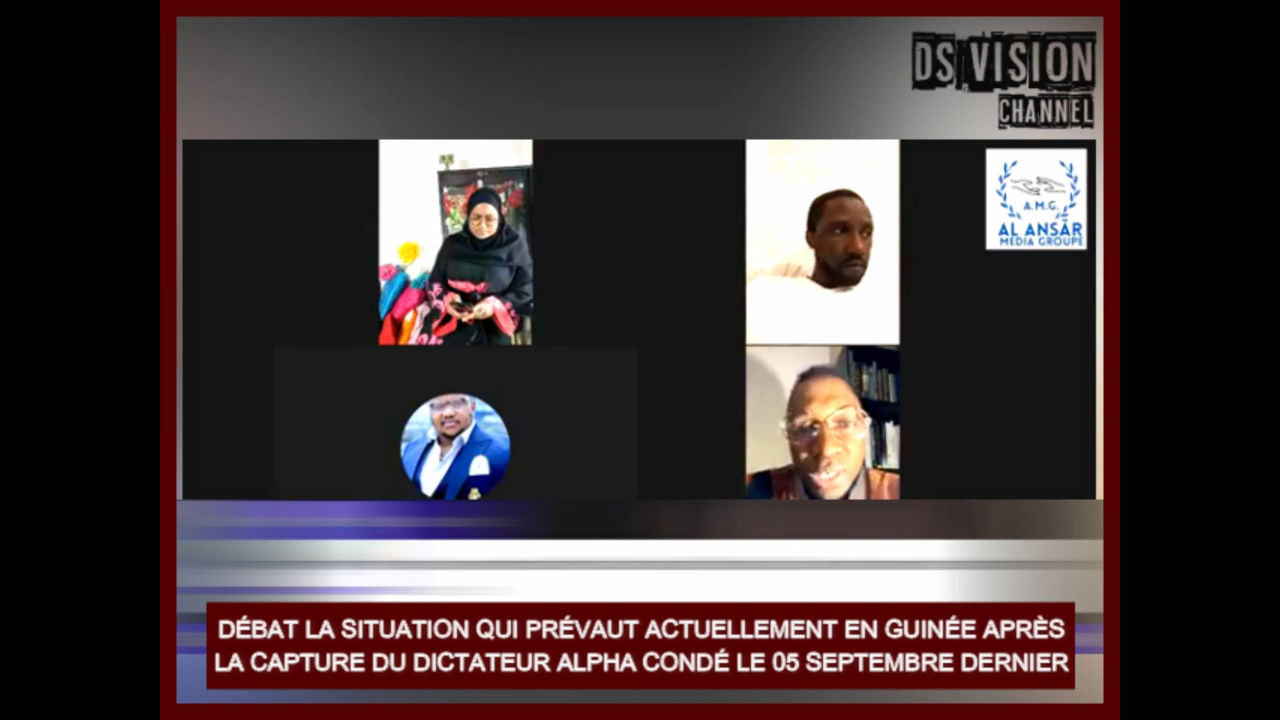 DS VISION
CHANNEL
A.M.G.
AL ANSĀR
MEDIA GROUPE
DÉBAT LA SITUATION QUI PRÉVAUT ACTUELLEMENT EN GUINÉE APRÈS
LA CAPTURE DU DICTATEUR ALPHA CONDÉ LE 05 SEPTEMBRE DERNIER